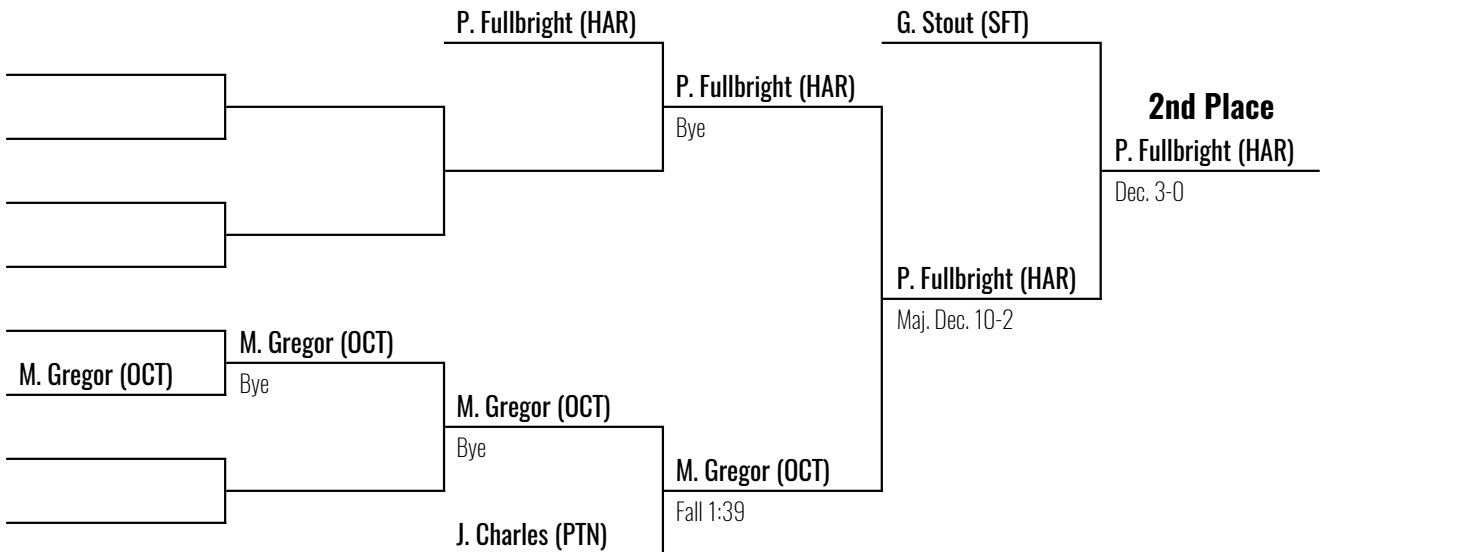 P. Fullbright (HAR)
G. Stout (SFT)
P. Fullbright (HAR)
Bye
2nd Place
P. Fullbright (HAR)
Dec. 3-0
P. Fullbright (HAR)
Maj. Dec. 10-2
M. Gregor (OCT)
M. Gregor (OCT)
Bye
M. Gregor (OCT)
Bye
M. Gregor (OCT)
Fall 1:39
J. Charles (PTN)